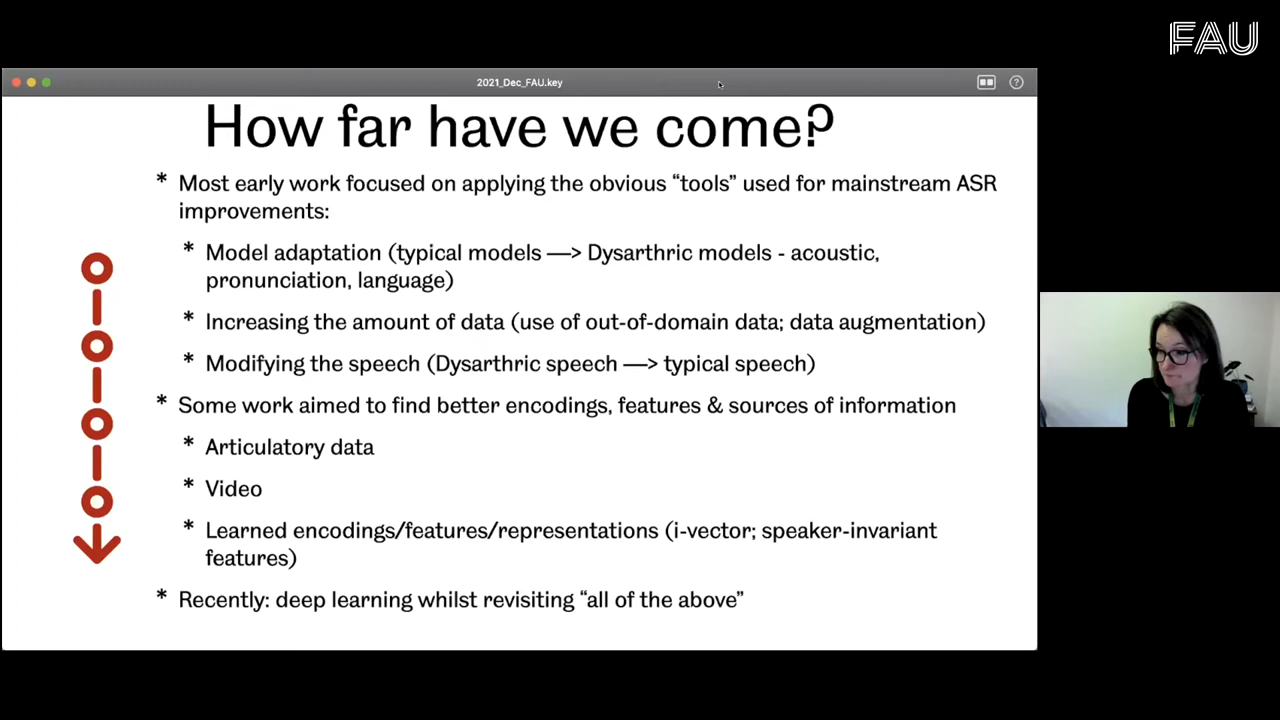 FAU
2021_Dec_FAU.key
How far have we come?
* Most early work focused on applying the obvious “tools” used for mainstream ASR
improvements:
* Model adaptation (typical models —> Dysarthric models - acoustic,
pronunciation, language)
* Increasing the amount of data (use of out-of-domain data; data augmentation)
* Modifying the speech (Dysarthric speech —> typical speech)
* Some work aimed to find better encodings, features & sources of information
* Articulatory data
* Video
* Learned encodings/features/representations (i-vector; speaker-invariant
features)
* Recently: deep learning whilst revisiting “all of the above”